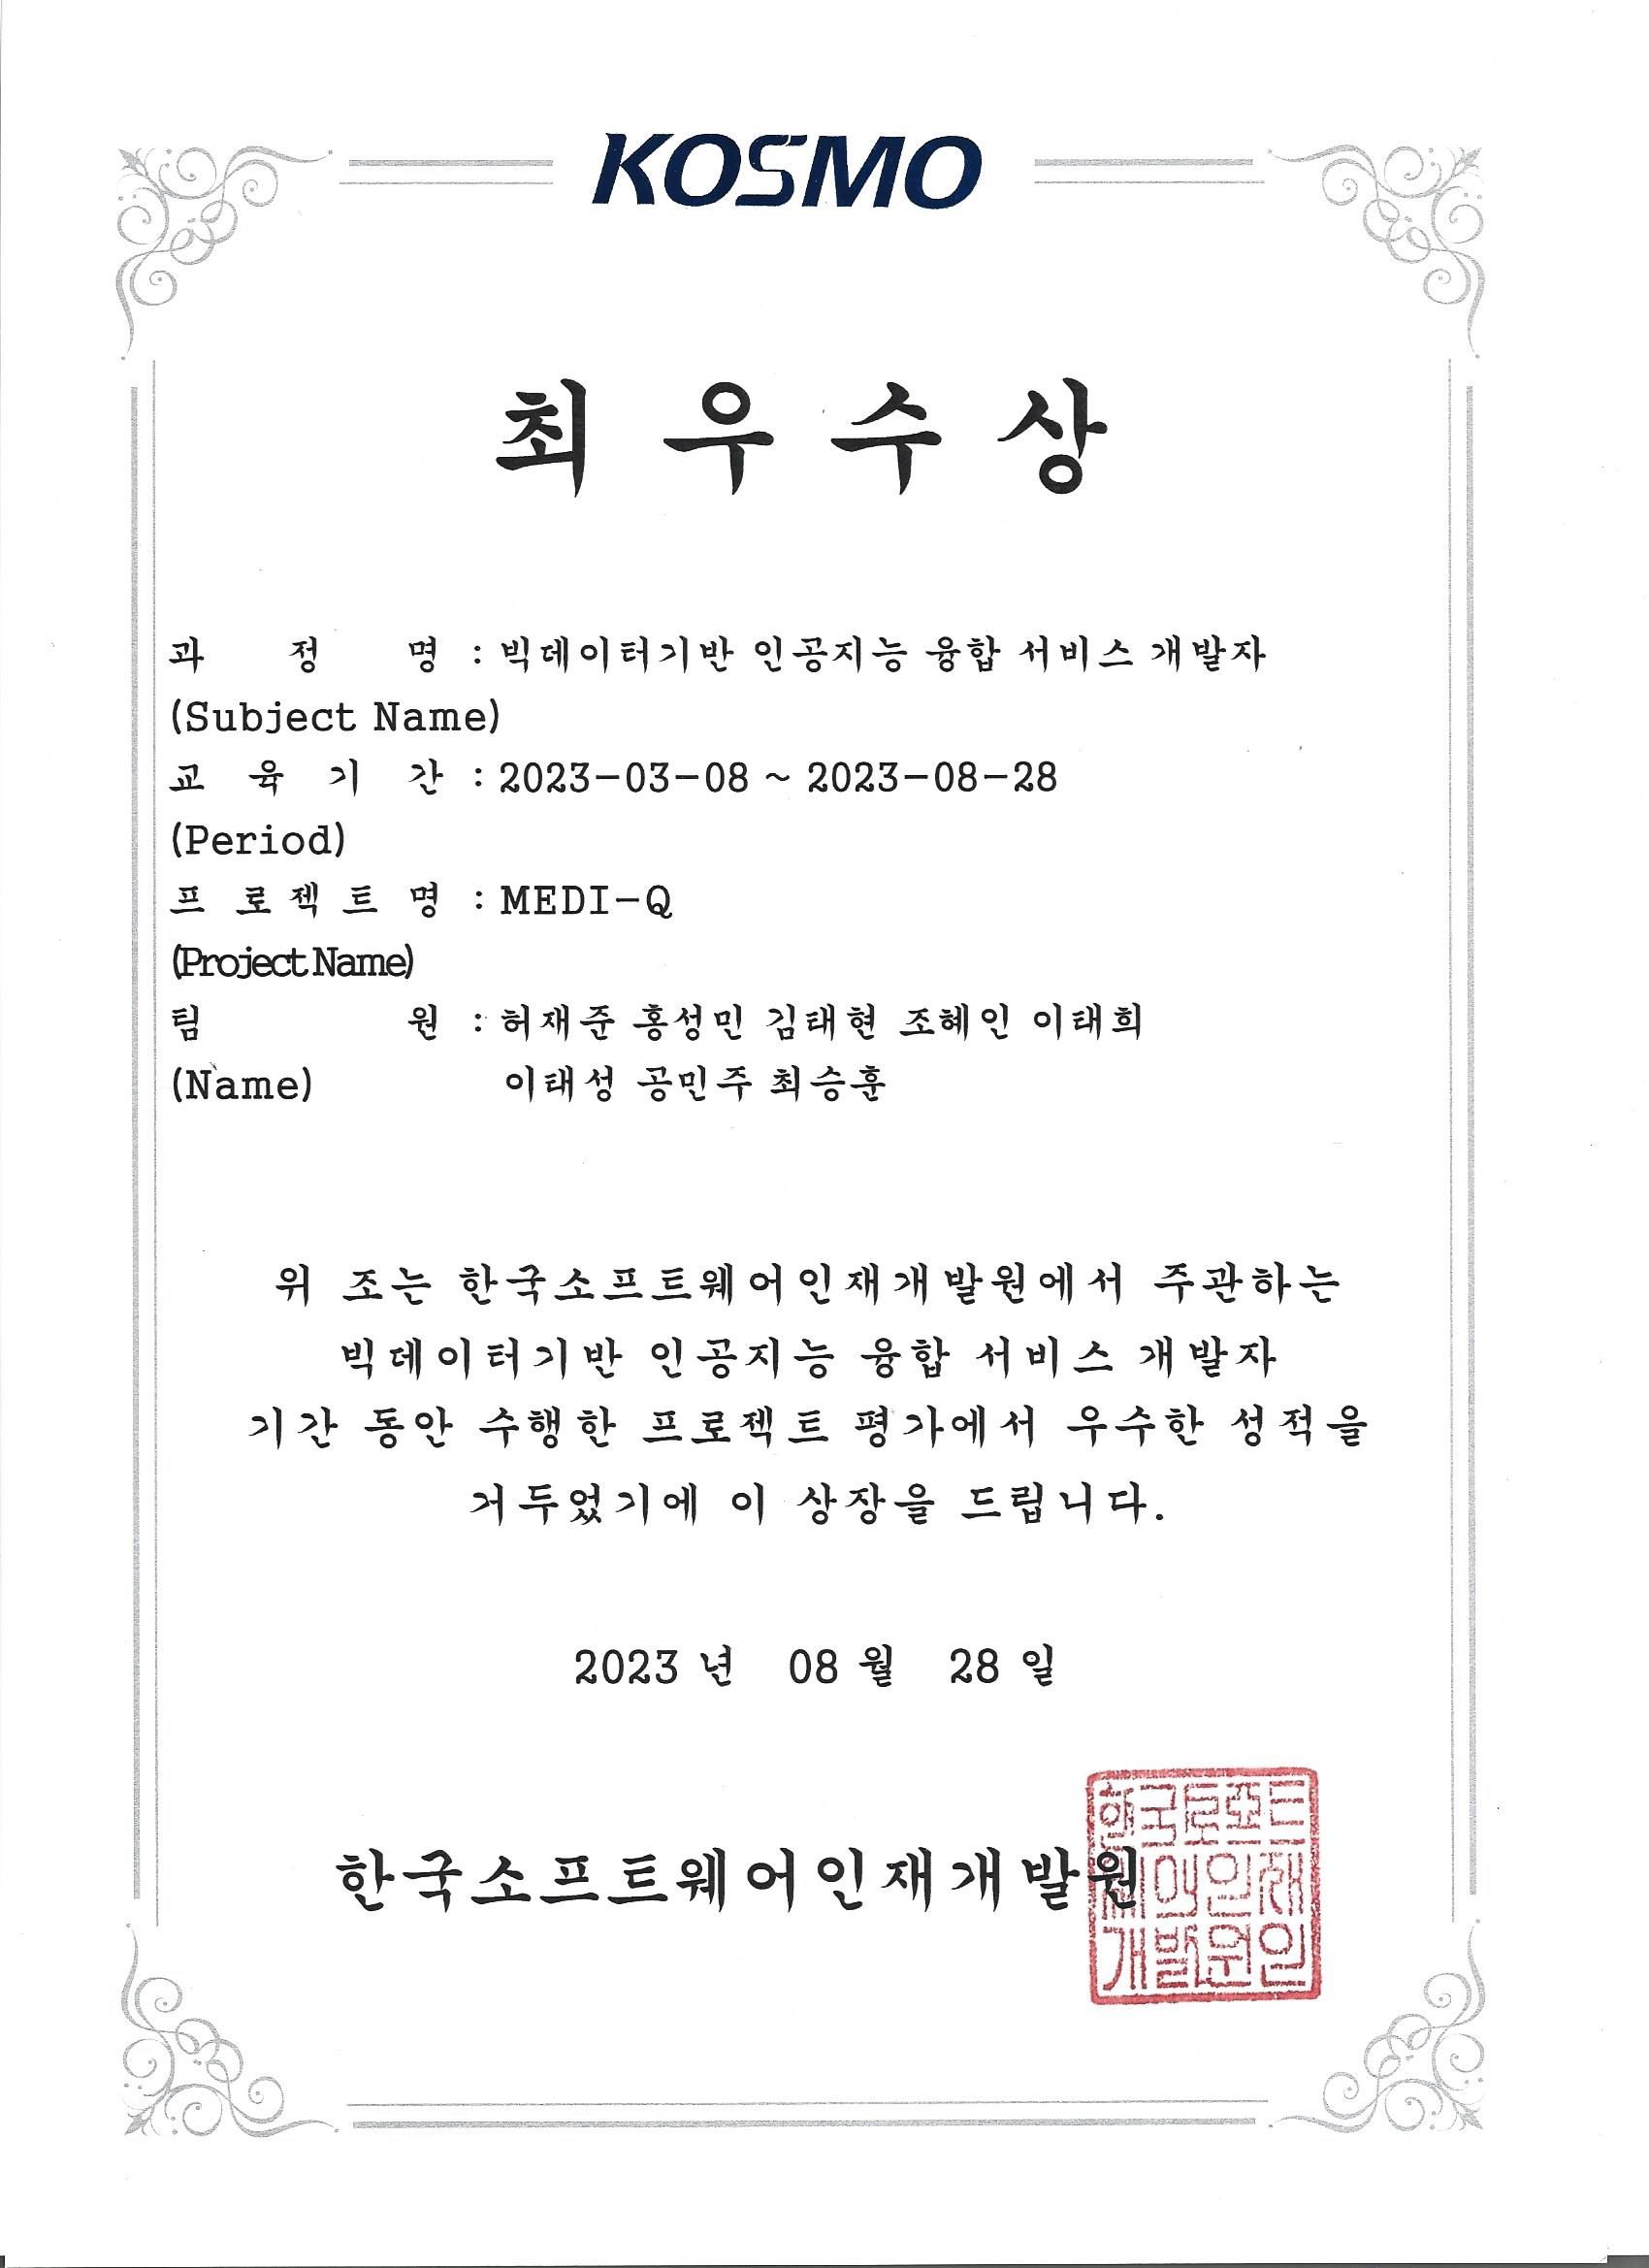 KOSMO
최 우 수 상
과 정 명 : 빅데이터기반 인공지능 융합 서비스 개발자
(Subject Name)
교 육 기 간 : 2023-03-08 ~ 2023-08-28
(Period)
프 로 젝 트 명 : MEDI-Q
(Project Name)
팀 원 : 허재준 홍성민 김태현 조혜인 이태희
(Name) 이태성 공민주 최승훈
위 조는 한국소프트웨어인재개발원에서 주관하는
빅데이터기반 인공지능 융합 서비스 개발자
기간 동안 수행한 프로젝트 평가에서 우수한 성적을
거두었기에 이 상장을 드립니다.
2023 년 08 월 28 일
한국소프트웨어인재개발원
한국소프트
웨어인재
개발원인